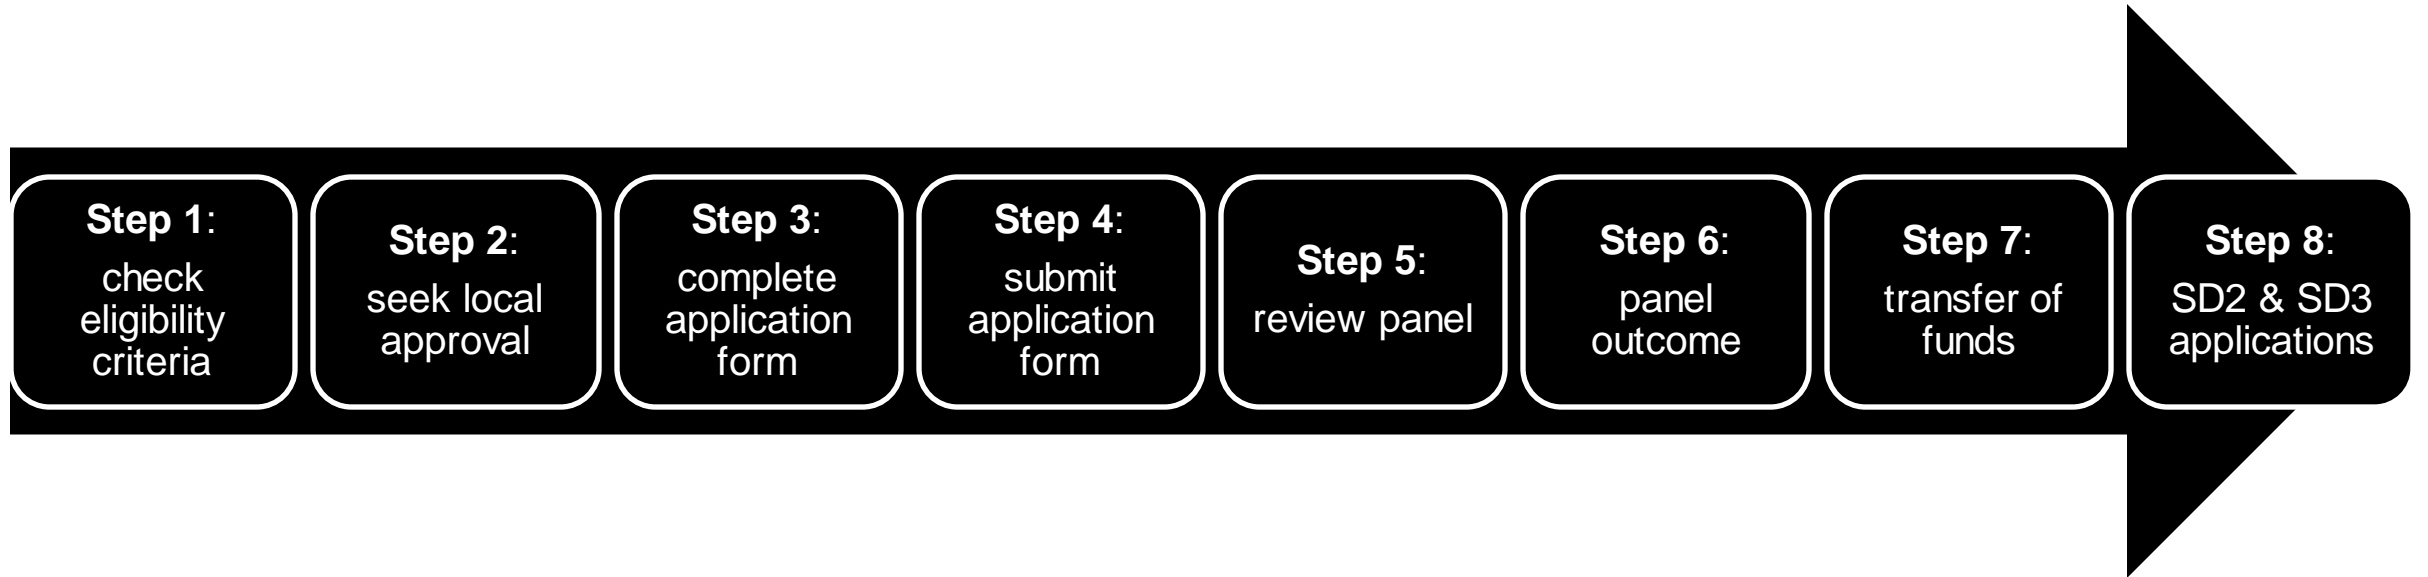 Step 1:
check
eligibility
criteria
Step 2:
seek local
approval
Step 3:
complete
application
form
Step 4:
submit
application
form
Step 5:
review panel
Step 6:
panel
outcome
Step 7:
transfer of
funds
Step 8:
SD2 & SD3
applications